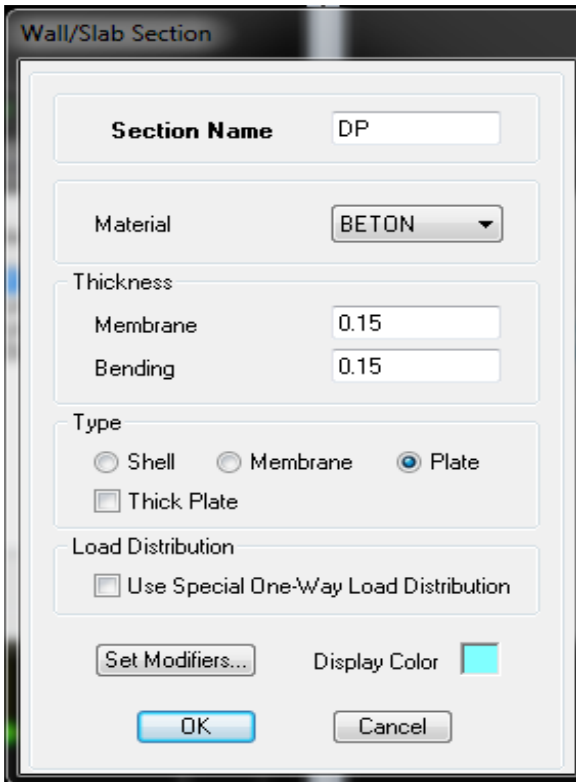 Wall/Slab Section
Section Name DP
Material BETON
Thickness
Membrane 0.15
Bending 0.15
Type
Shell Membrane Plate
Thick Plate
Load Distribution
Use Special One-Way Load Distribution
Set Modifiers... Display Color
OK Cancel